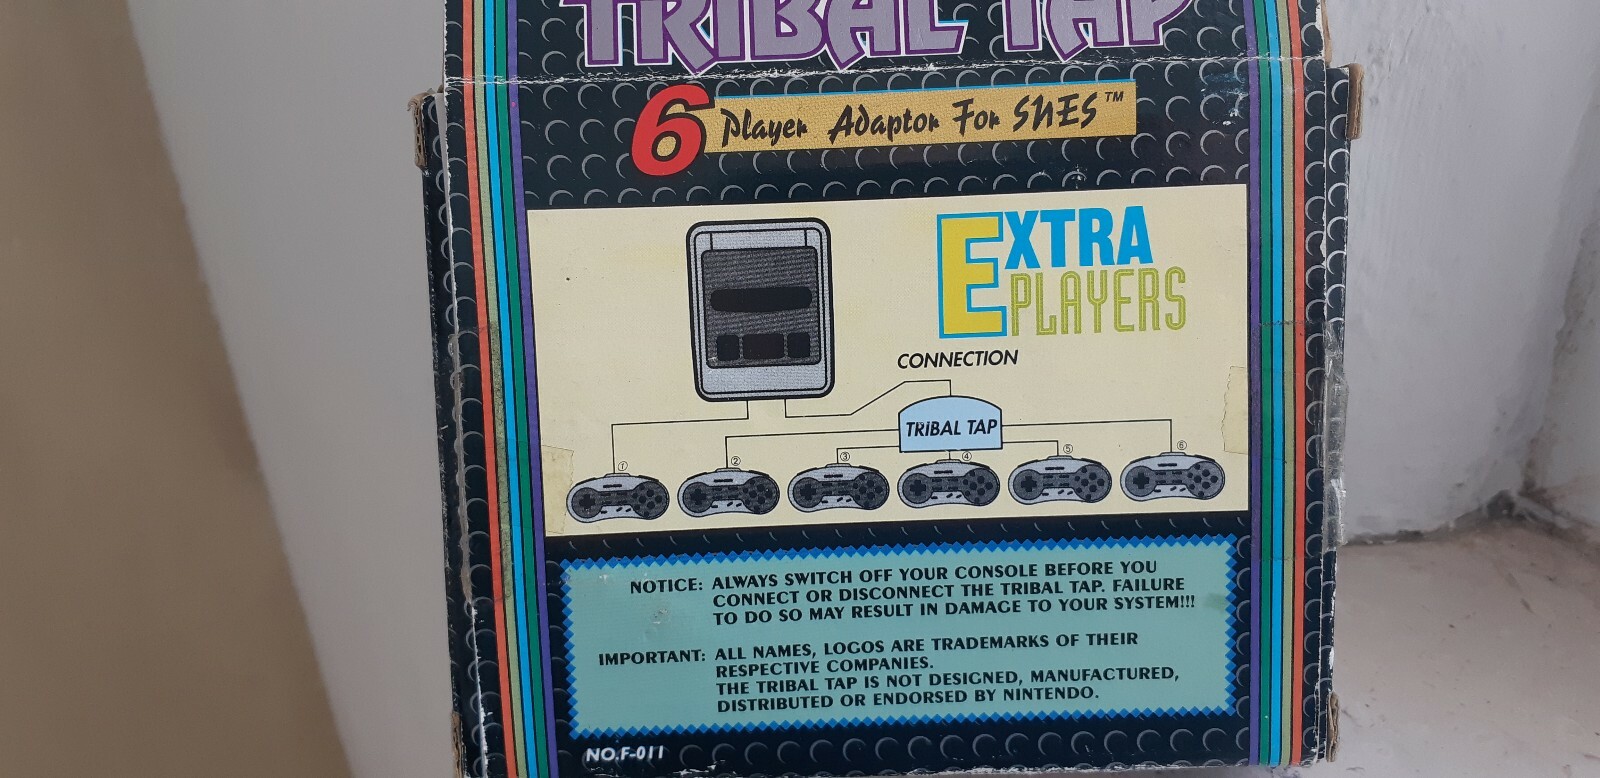 TRIBAL TAP
6 Player Adaptor For SNES™
EXTRA
PLAYERS
CONNECTION
TRIBAL TAP
① ② ③ ④ ⑤ ⑥
NOTICE: ALWAYS SWITCH OFF YOUR CONSOLE BEFORE YOU
CONNECT OR DISCONNECT THE TRIBAL TAP. FAILURE
TO DO SO MAY RESULT IN DAMAGE TO YOUR SYSTEM!!!
IMPORTANT: ALL NAMES, LOGOS ARE TRADEMARKS OF THEIR
RESPECTIVE COMPANIES.
THE TRIBAL TAP IS NOT DESIGNED, MANUFACTURED,
DISTRIBUTED OR ENDORSED BY NINTENDO.
NO.F-011